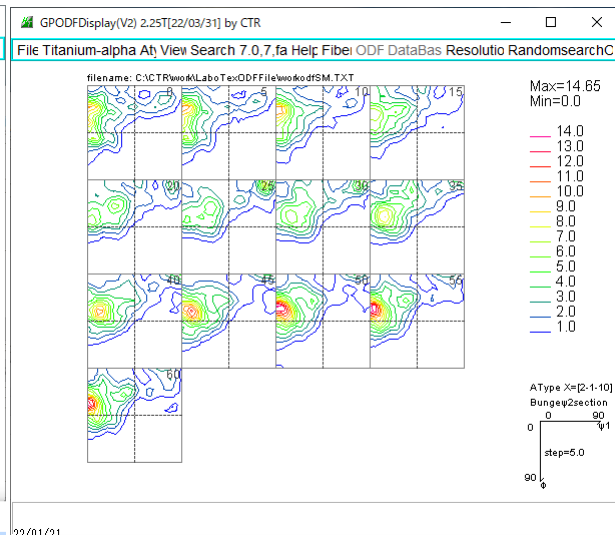 GPODFDisplay(V2) 2.25T[22/03/31] by CTR
File Titanium-alpha Aty View Search 7.0,7,fa Help Fiber ODF DataBas Resolutio RandomsearchC
filename: C:\CTR\work\LaboTexODFFile\workodfSM.TXT
Max=14.65
Min=0.0
0 5 10 15
14.0
13.0
12.0
11.0
10.0
9.0
8.0
7.0
6.0
5.0
4.0
3.0
2.0
1.0
20 25 30 35
40 45 50 55
60
AType X=[2-1-10]
Bungeψ2section
0 90
0 ψ1
step=5.0
90
Φ
22/01/21